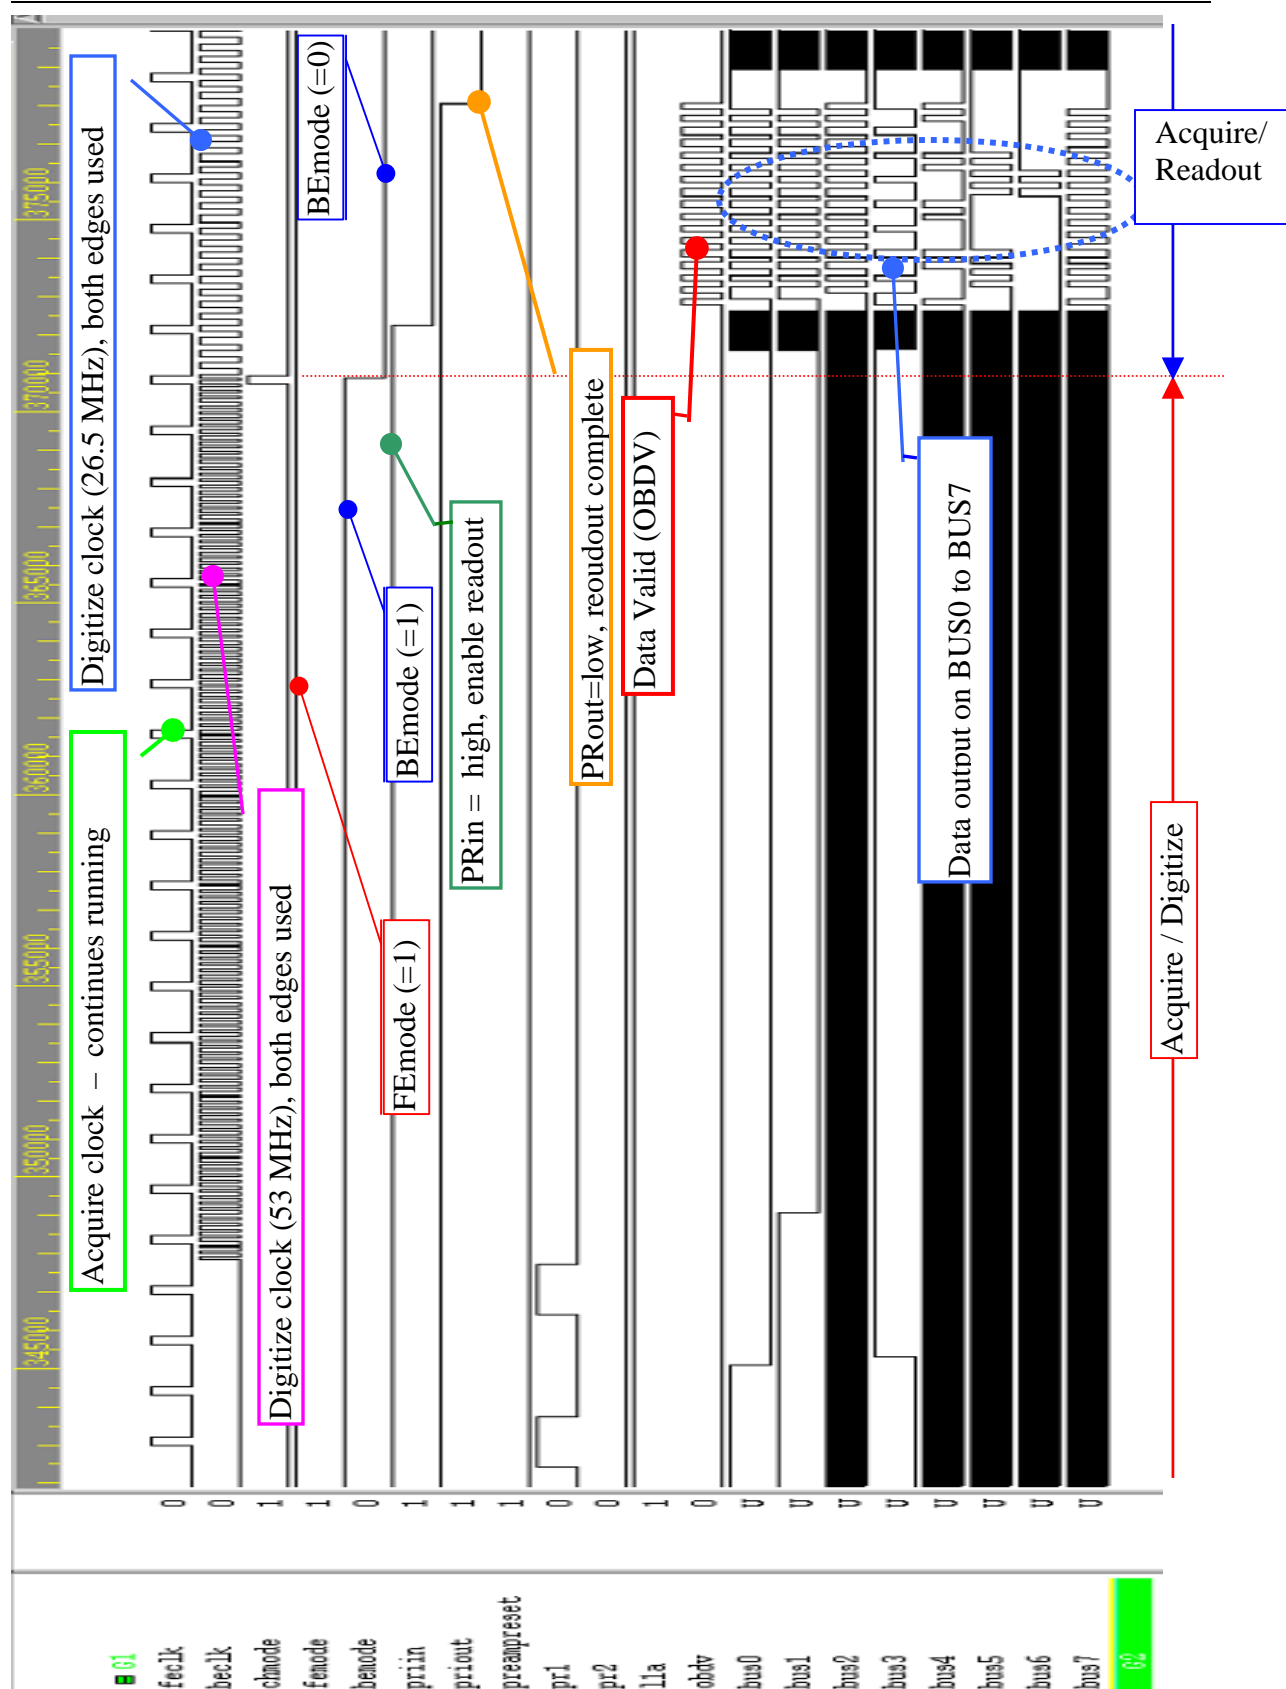 Digitize clock (26.5 MHz), both edges used
Acquire clock – continues running
Digitize clock (53 MHz), both edges used
BEmode (=0)
FEmode (=1)
BEmode (=1)
PRin = high, enable readout
PRout=low, reoudout complete
Data Valid (OBDV)
Data output on BUS0 to BUS7
Acquire/
Readout
Acquire / Digitize
345000
350000
355000
360000
365000
370000
375000
G1
feclk 0
beclk 0
chmode 1
femode 1
bemode 0
priin 1
priout 1
preampreset 1
pr1 0
pr2 0
lla 1
obdv 0
bus0 U
bus1 U
bus2 U
bus3 U
bus4 U
bus5 U
bus6 U
bus7 U
G2